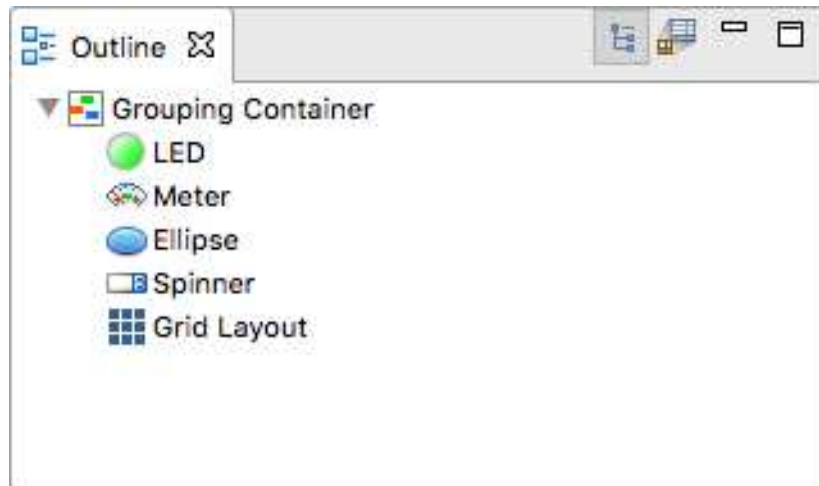 Outline
Grouping Container
LED
Meter
Ellipse
Spinner
Grid Layout